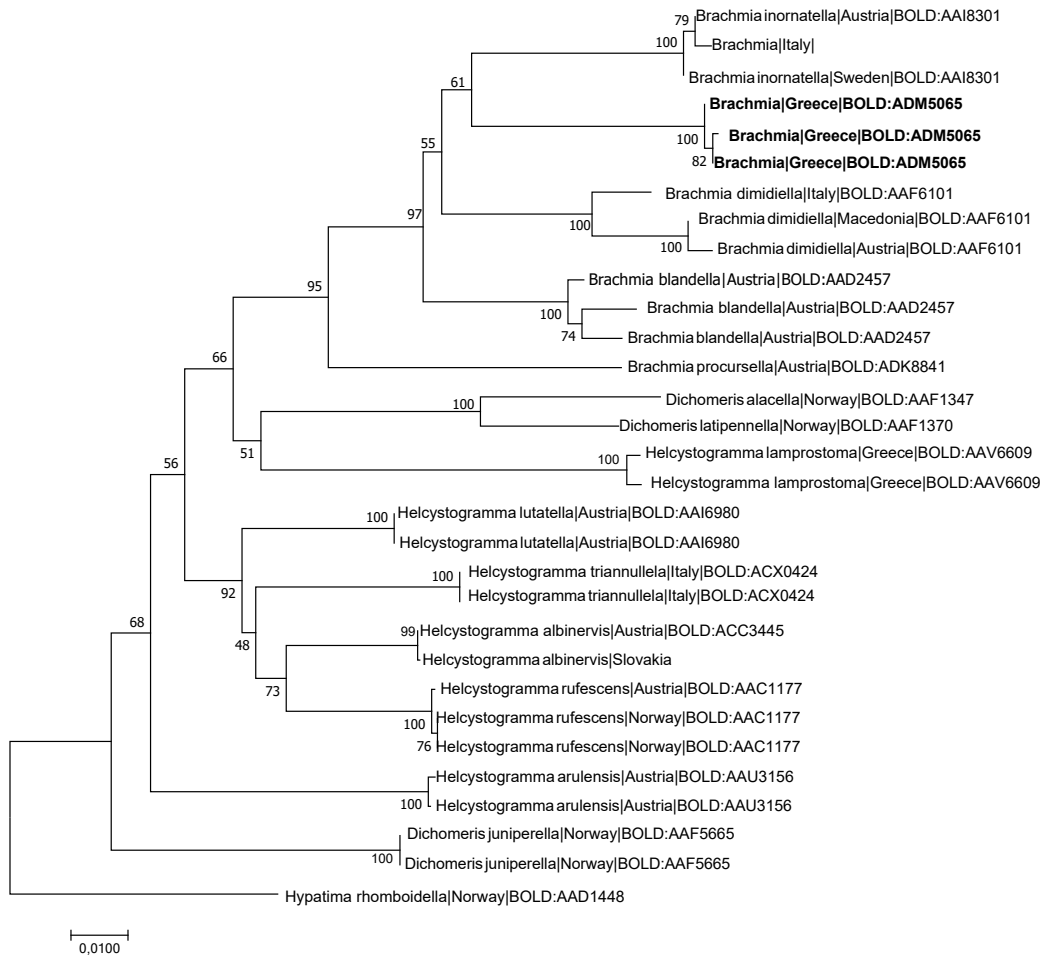 Brachmia inornatella|Austria|BOLD:AAI8301
79
100
Brachmia|Italy|
Brachmia inornatella|Sweden|BOLD:AAI8301
61
Brachmia|Greece|BOLD:ADM5065
100
Brachmia|Greece|BOLD:ADM5065
55
82
Brachmia|Greece|BOLD:ADM5065
Brachmia dimidiella|Italy|BOLD:AAF6101
97
100
Brachmia dimidiella|Macedonia|BOLD:AAF6101
100
Brachmia dimidiella|Austria|BOLD:AAF6101
95
Brachmia blandella|Austria|BOLD:AAD2457
100
Brachmia blandella|Austria|BOLD:AAD2457
74
Brachmia blandella|Austria|BOLD:AAD2457
66
Brachmia procursella|Austria|BOLD:ADK8841
100
Dichomeris alacella|Norway|BOLD:AAF1347
Dichomeris latipennella|Norway|BOLD:AAF1370
51
56
100
Helcystogramma lamprostoma|Greece|BOLD:AAV6609
Helcystogramma lamprostoma|Greece|BOLD:AAV6609
100
Helcystogramma lutatella|Austria|BOLD:AAI6980
Helcystogramma lutatella|Austria|BOLD:AAI6980
92
100
Helcystogramma triannullela|Italy|BOLD:ACX0424
Helcystogramma triannullela|Italy|BOLD:ACX0424
68
48
99
Helcystogramma albinervis|Austria|BOLD:ACC3445
Helcystogramma albinervis|Slovakia
73
Helcystogramma rufescens|Austria|BOLD:AAC1177
100
Helcystogramma rufescens|Norway|BOLD:AAC1177
76
Helcystogramma rufescens|Norway|BOLD:AAC1177
Helcystogramma arulensis|Austria|BOLD:AAU3156
100
Helcystogramma arulensis|Austria|BOLD:AAU3156
Dichomeris juniperella|Norway|BOLD:AAF5665
100
Dichomeris juniperella|Norway|BOLD:AAF5665
Hypatima rhomboidella|Norway|BOLD:AAD1448
0,0100